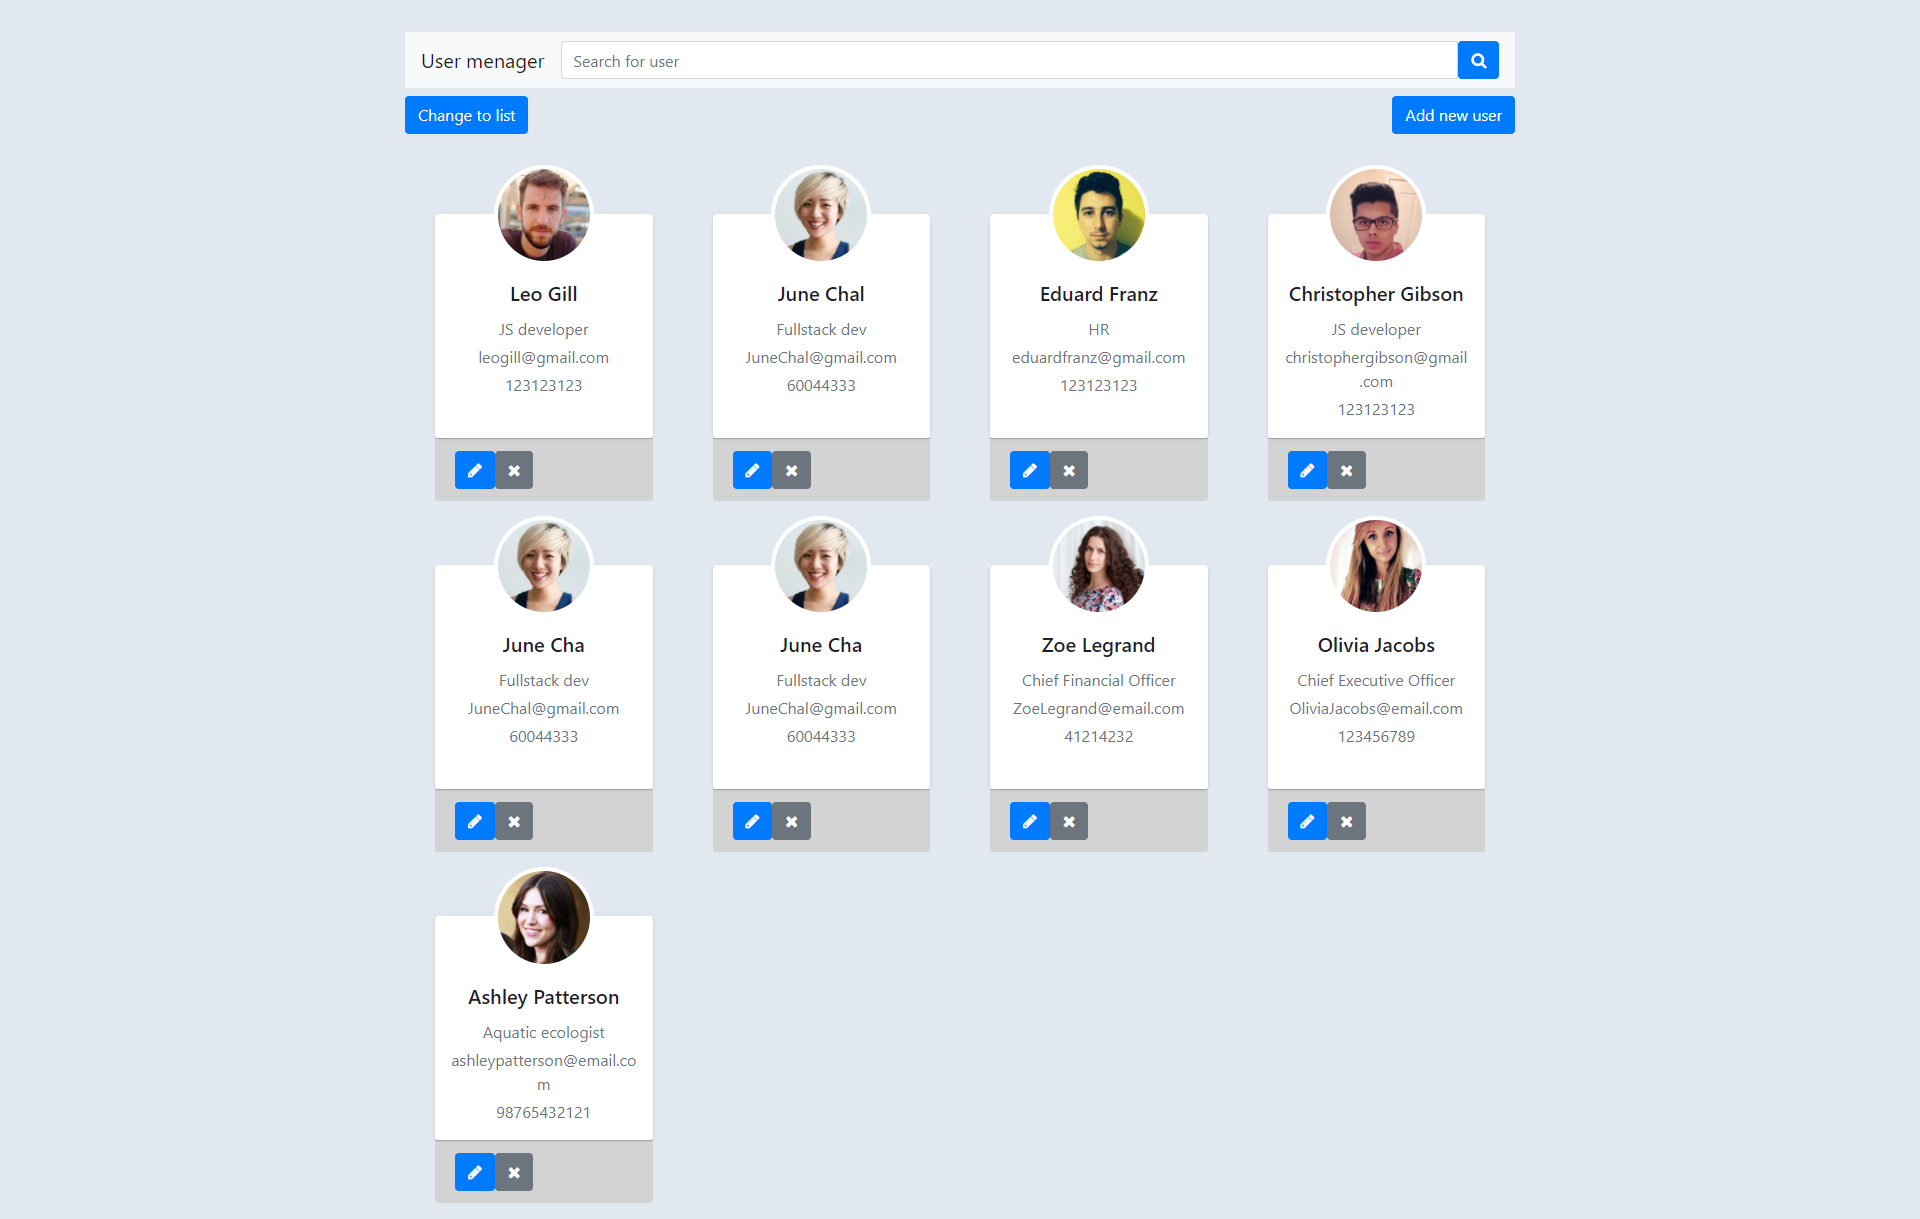 User menager
Search for user
Change to list
Add new user
Leo Gill
JS developer
leogill@gmail.com
123123123
June Chal
Fullstack dev
JuneChal@gmail.com
60044333
Eduard Franz
HR
eduardfranz@gmail.com
123123123
Christopher Gibson
JS developer
christophergibson@gmail
.com
123123123
June Cha
Fullstack dev
JuneChal@gmail.com
60044333
June Cha
Fullstack dev
JuneChal@gmail.com
60044333
Zoe Legrand
Chief Financial Officer
ZoeLegrand@email.com
41214232
Olivia Jacobs
Chief Executive Officer
OliviaJacobs@email.com
123456789
Ashley Patterson
Aquatic ecologist
ashleypatterson@email.co
m
98765432121